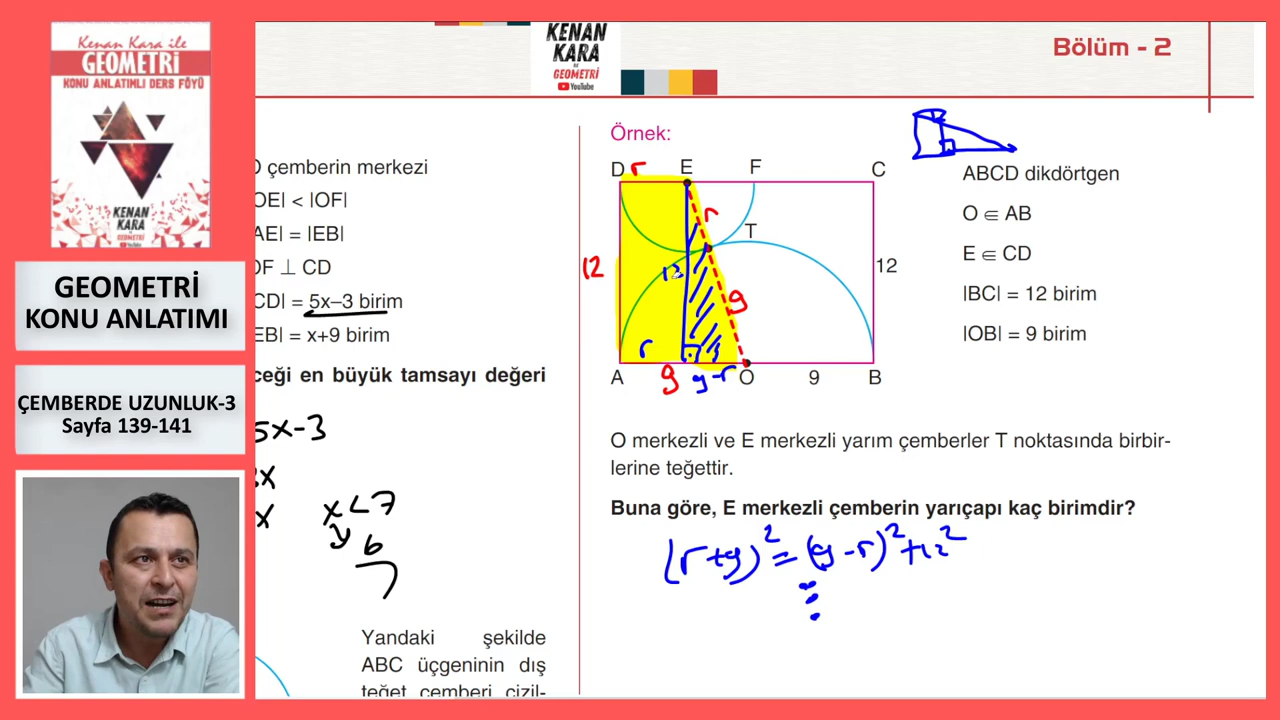 Kenan Kara ile
GEOMETRİ
KONU ANLATIMLI DERS FÖYÜ
KENAN
KARA
GEOMETRİ
YouTube
GEOMETRİ
KONU ANLATIMI
ÇEMBERDE UZUNLUK-3
Sayfa 139-141
KENAN
KARA
ile
GEOMETRİ
YouTube
Bölüm - 2
O çemberin merkezi
OE| < |OF|
AE| = |EB|
OF ⊥ CD
CD| = 5x–3 birim
EB| = x+9 birim
ceği en büyük tamsayı değeri
5x-3
x
x
x<7
6
Yandaki şekilde
ABC üçgeninin dış
teğet çemberi çizil-
Örnek:
D r E F C
r
T
12 12 12
9
r
A 9 9-r O 9 B
ABCD dikdörtgen
O ∈ AB
E ∈ CD
|BC| = 12 birim
|OB| = 9 birim
O merkezli ve E merkezli yarım çemberler T noktasında birbir-
lerine teğettir.
Buna göre, E merkezli çemberin yarıçapı kaç birimdir?
(r+9)²=(9-r)²+12²